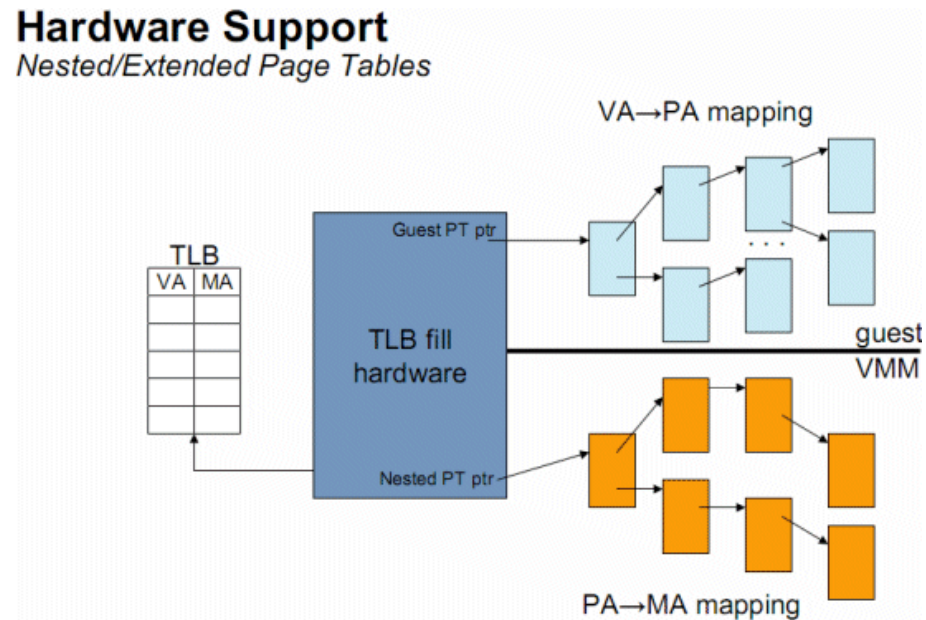 Hardware Support
Nested/Extended Page Tables
VA→PA mapping
Guest PT ptr
TLB
VA MA
. . .
TLB fill
hardware
guest
VMM
Nested PT ptr
PA→MA mapping